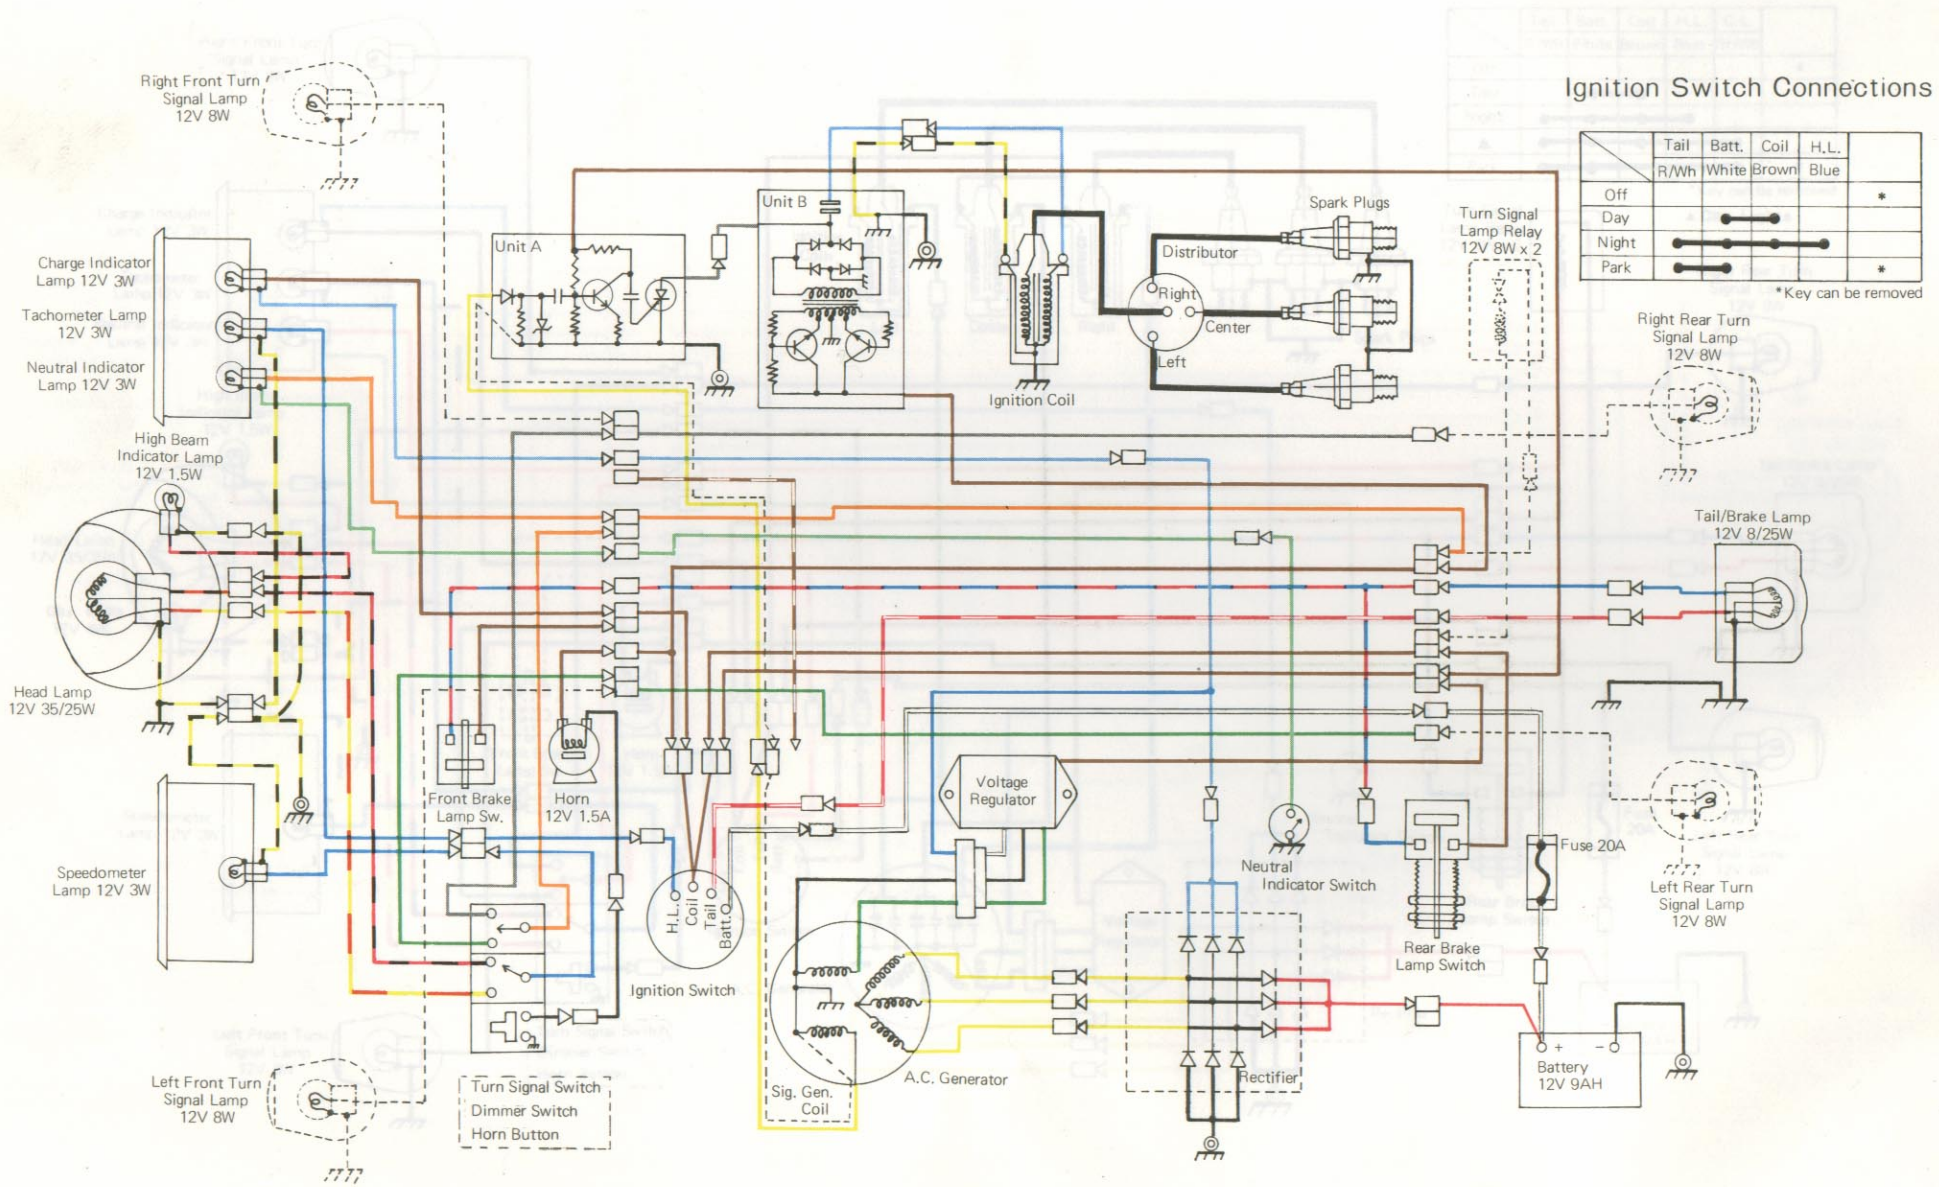 Right Front Turn
Signal Lamp
12V 8W
Ignition Switch Connections
Tail Batt. Coil H.L.
R/Wh White Brown Blue
Off *
Day
Night
Park *
*Key can be removed
Charge Indicator
Lamp 12V 3W
Tachometer Lamp
12V 3W
Neutral Indicator
Lamp 12V 3W
High Beam
Indicator Lamp
12V 1.5W
Unit A
Unit B
Ignition Coil
Distributor
Right
Center
Left
Spark Plugs
Turn Signal
Lamp Relay
12V 8W x 2
Right Rear Turn
Signal Lamp
12V 8W
Tail/Brake Lamp
12V 8/25W
Head Lamp
12V 35/25W
Front Brake
Lamp Sw.
Horn
12V 1.5A
Voltage
Regulator
Neutral
Indicator Switch
Fuse 20A
Rear Brake
Lamp Switch
Left Rear Turn
Signal Lamp
12V 8W
Speedometer
Lamp 12V 3W
H.L.
Coil
Tail
Batt.
Ignition Switch
Sig. Gen.
Coil
A.C. Generator
Rectifier
+ −
Battery
12V 9AH
Left Front Turn
Signal Lamp
12V 8W
Turn Signal Switch
Dimmer Switch
Horn Button